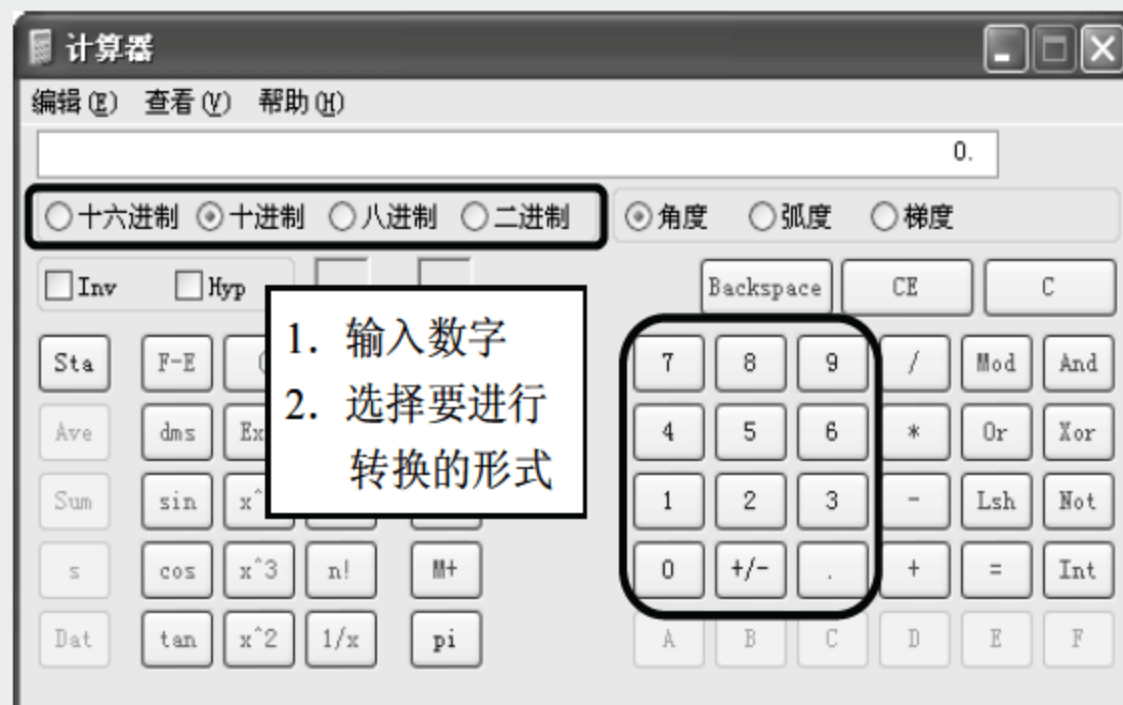 计算器
编辑(E) 查看(V) 帮助(H)
0.
十六进制 十进制 八进制 二进制 角度 弧度 梯度
Inv Hyp Backspace CE C
1. 输入数字
2. 选择要进行
转换的形式
Sta F-E ( 7 8 9 / Mod And
Ave dms Ex 4 5 6 * Or Xor
Sum sin x^ 1 2 3 - Lsh Not
s cos x^3 n! M+ 0 +/- . + = Int
Dat tan x^2 1/x pi A B C D E F